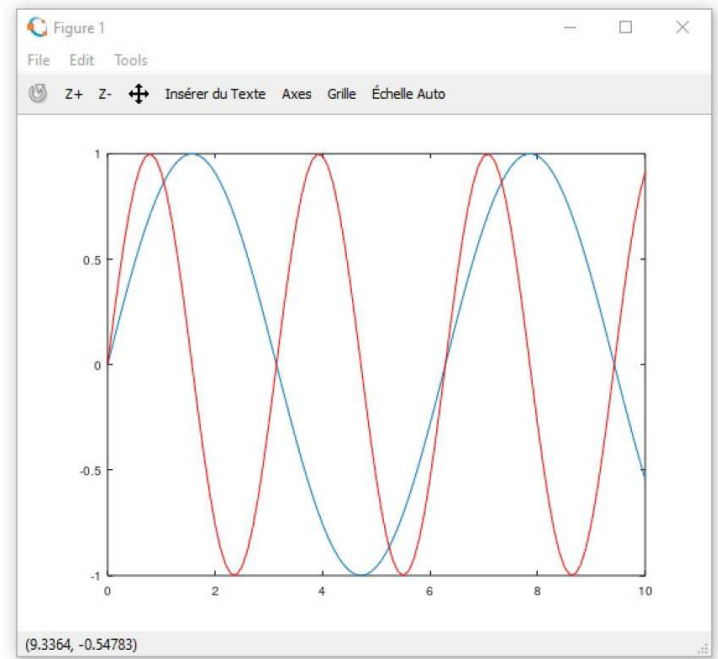 Figure 1
File Edit Tools
Z+ Z- Insérer du Texte Axes Grille Échelle Auto
1
0.5
0
-0.5
-1
0 2 4 6 8 10
(9.3364, -0.54783)